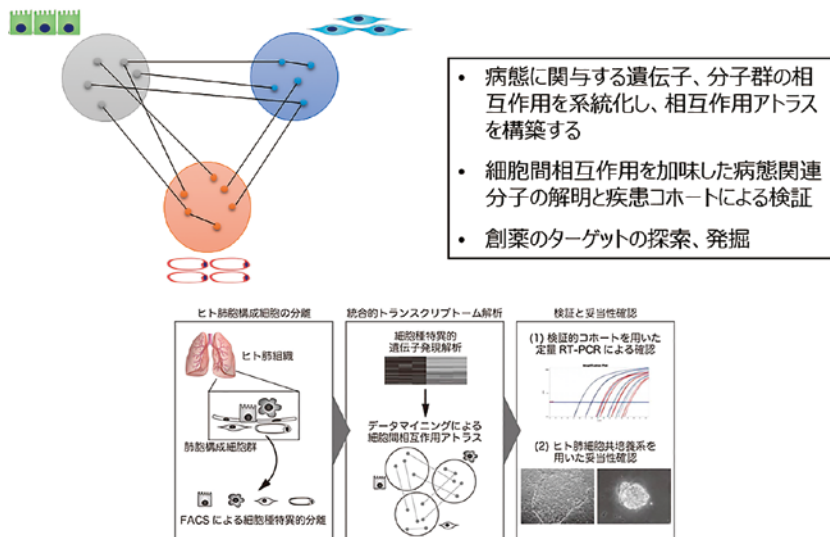 • 病態に関与する遺伝子、分子群の相
互作用を系統化し、相互作用アトラス
を構築する
• 細胞間相互作用を加味した病態関連
分子の解明と疾患コホートによる検証
• 創薬のターゲットの探索、発掘
ヒト肺胞構成細胞の分離
ヒト肺組織
肺胞構成細胞群
FACS による細胞種特異的分離
統合的トランスクリプトーム解析
細胞種特異的
遺伝子発現解析
データマイニングによる
細胞間相互作用アトラス
検証と妥当性確認
(1) 検証的コホートを用いた
定量 RT-PCR による確認
(2) ヒト肺細胞共培養系を
用いた妥当性確認